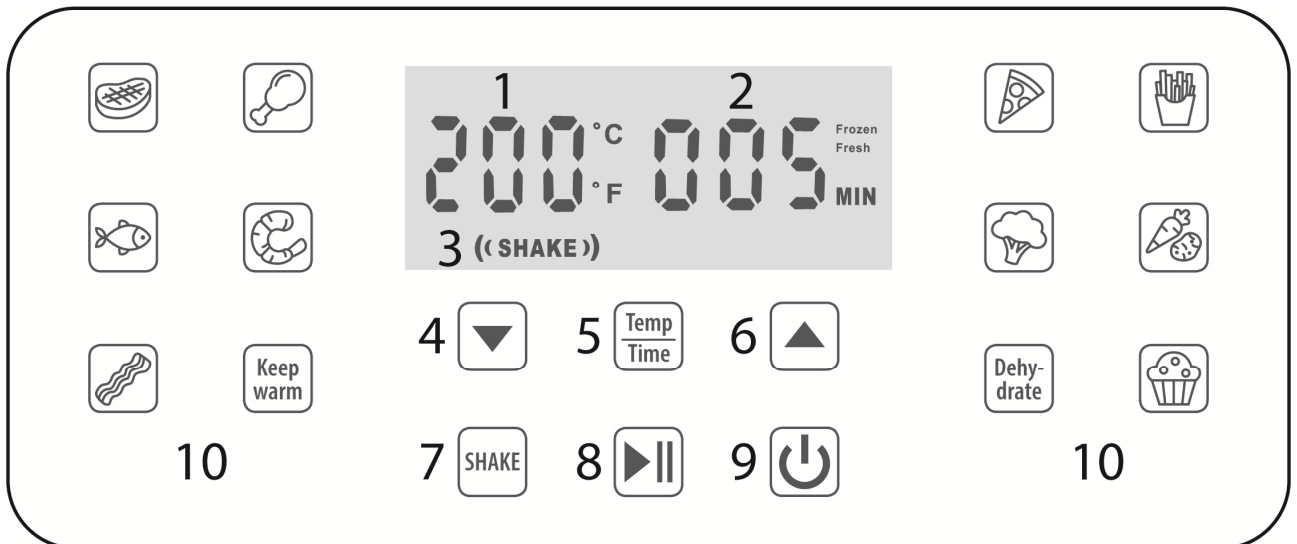 1 2
200 °C 005 Frozen
Fresh
°F MIN
3 ((SHAKE))
4 5 Temp 6
Time
Keep
warm
Dehy-
drate
10 7 SHAKE 8 9 10